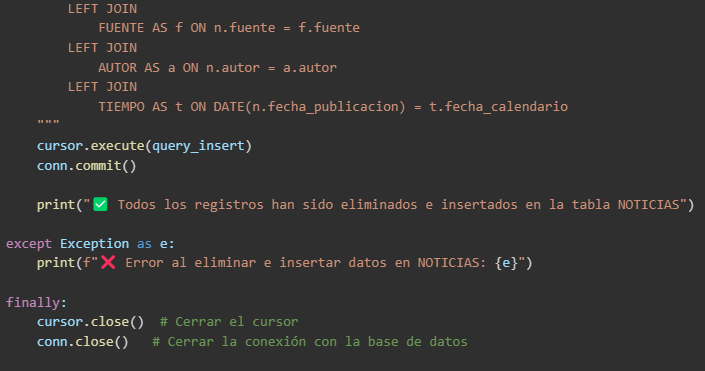 LEFT JOIN
FUENTE AS f ON n.fuente = f.fuente
LEFT JOIN
AUTOR AS a ON n.autor = a.autor
LEFT JOIN
TIEMPO AS t ON DATE(n.fecha_publicacion) = t.fecha_calendario
"""
cursor.execute(query_insert)
conn.commit()
print("✅ Todos los registros han sido eliminados e insertados en la tabla NOTICIAS")
except Exception as e:
print(f"❌ Error al eliminar e insertar datos en NOTICIAS: {e}")
finally:
cursor.close()  # Cerrar el cursor
conn.close()   # Cerrar la conexión con la base de datos